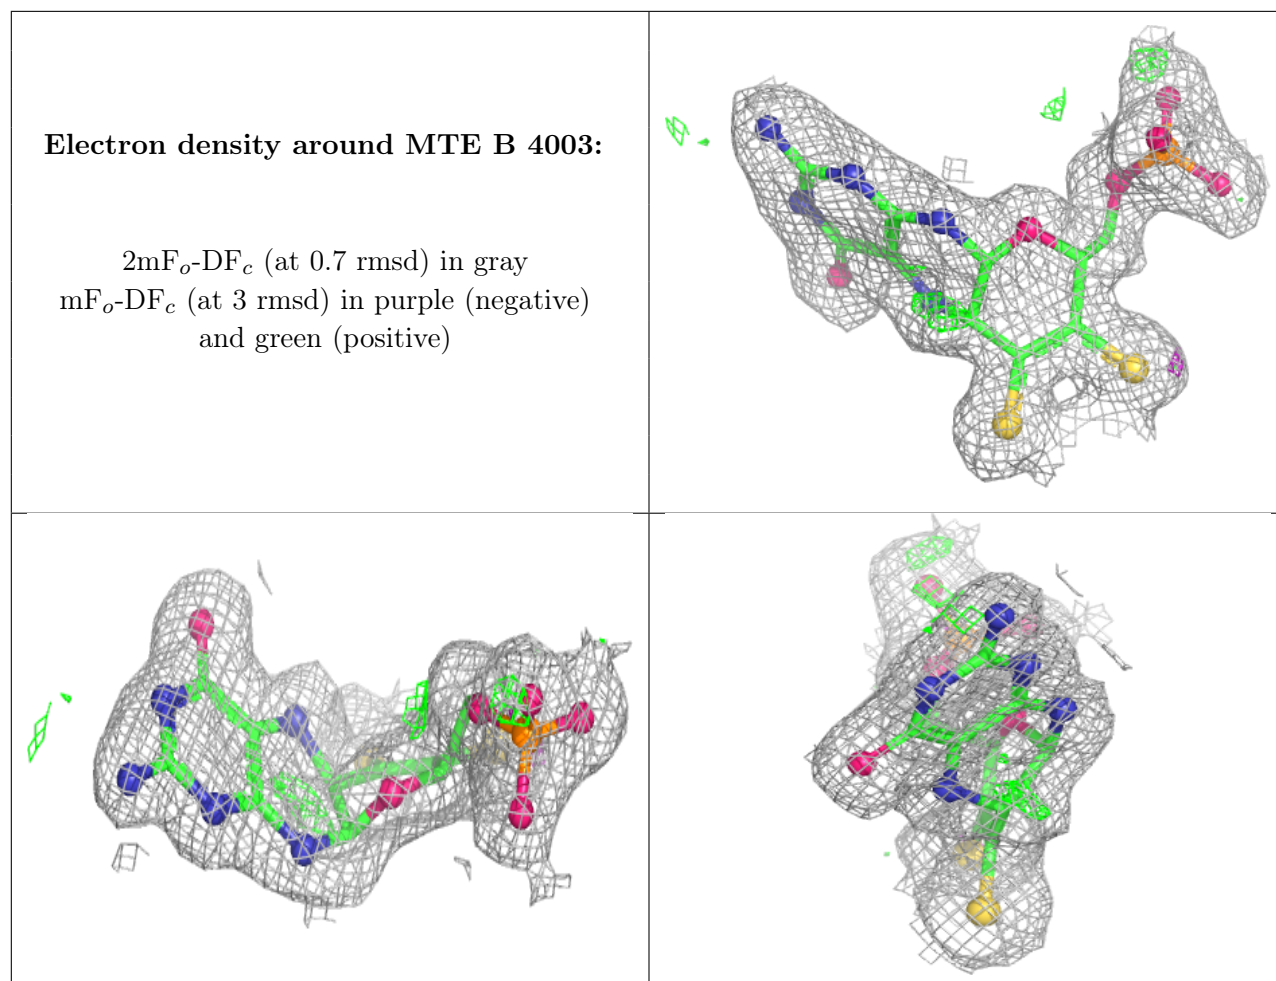 Electron density around MTE B 4003:
2mFo-DFc (at 0.7 rmsd) in gray
mFo-DFc (at 3 rmsd) in purple (negative)
and green (positive)